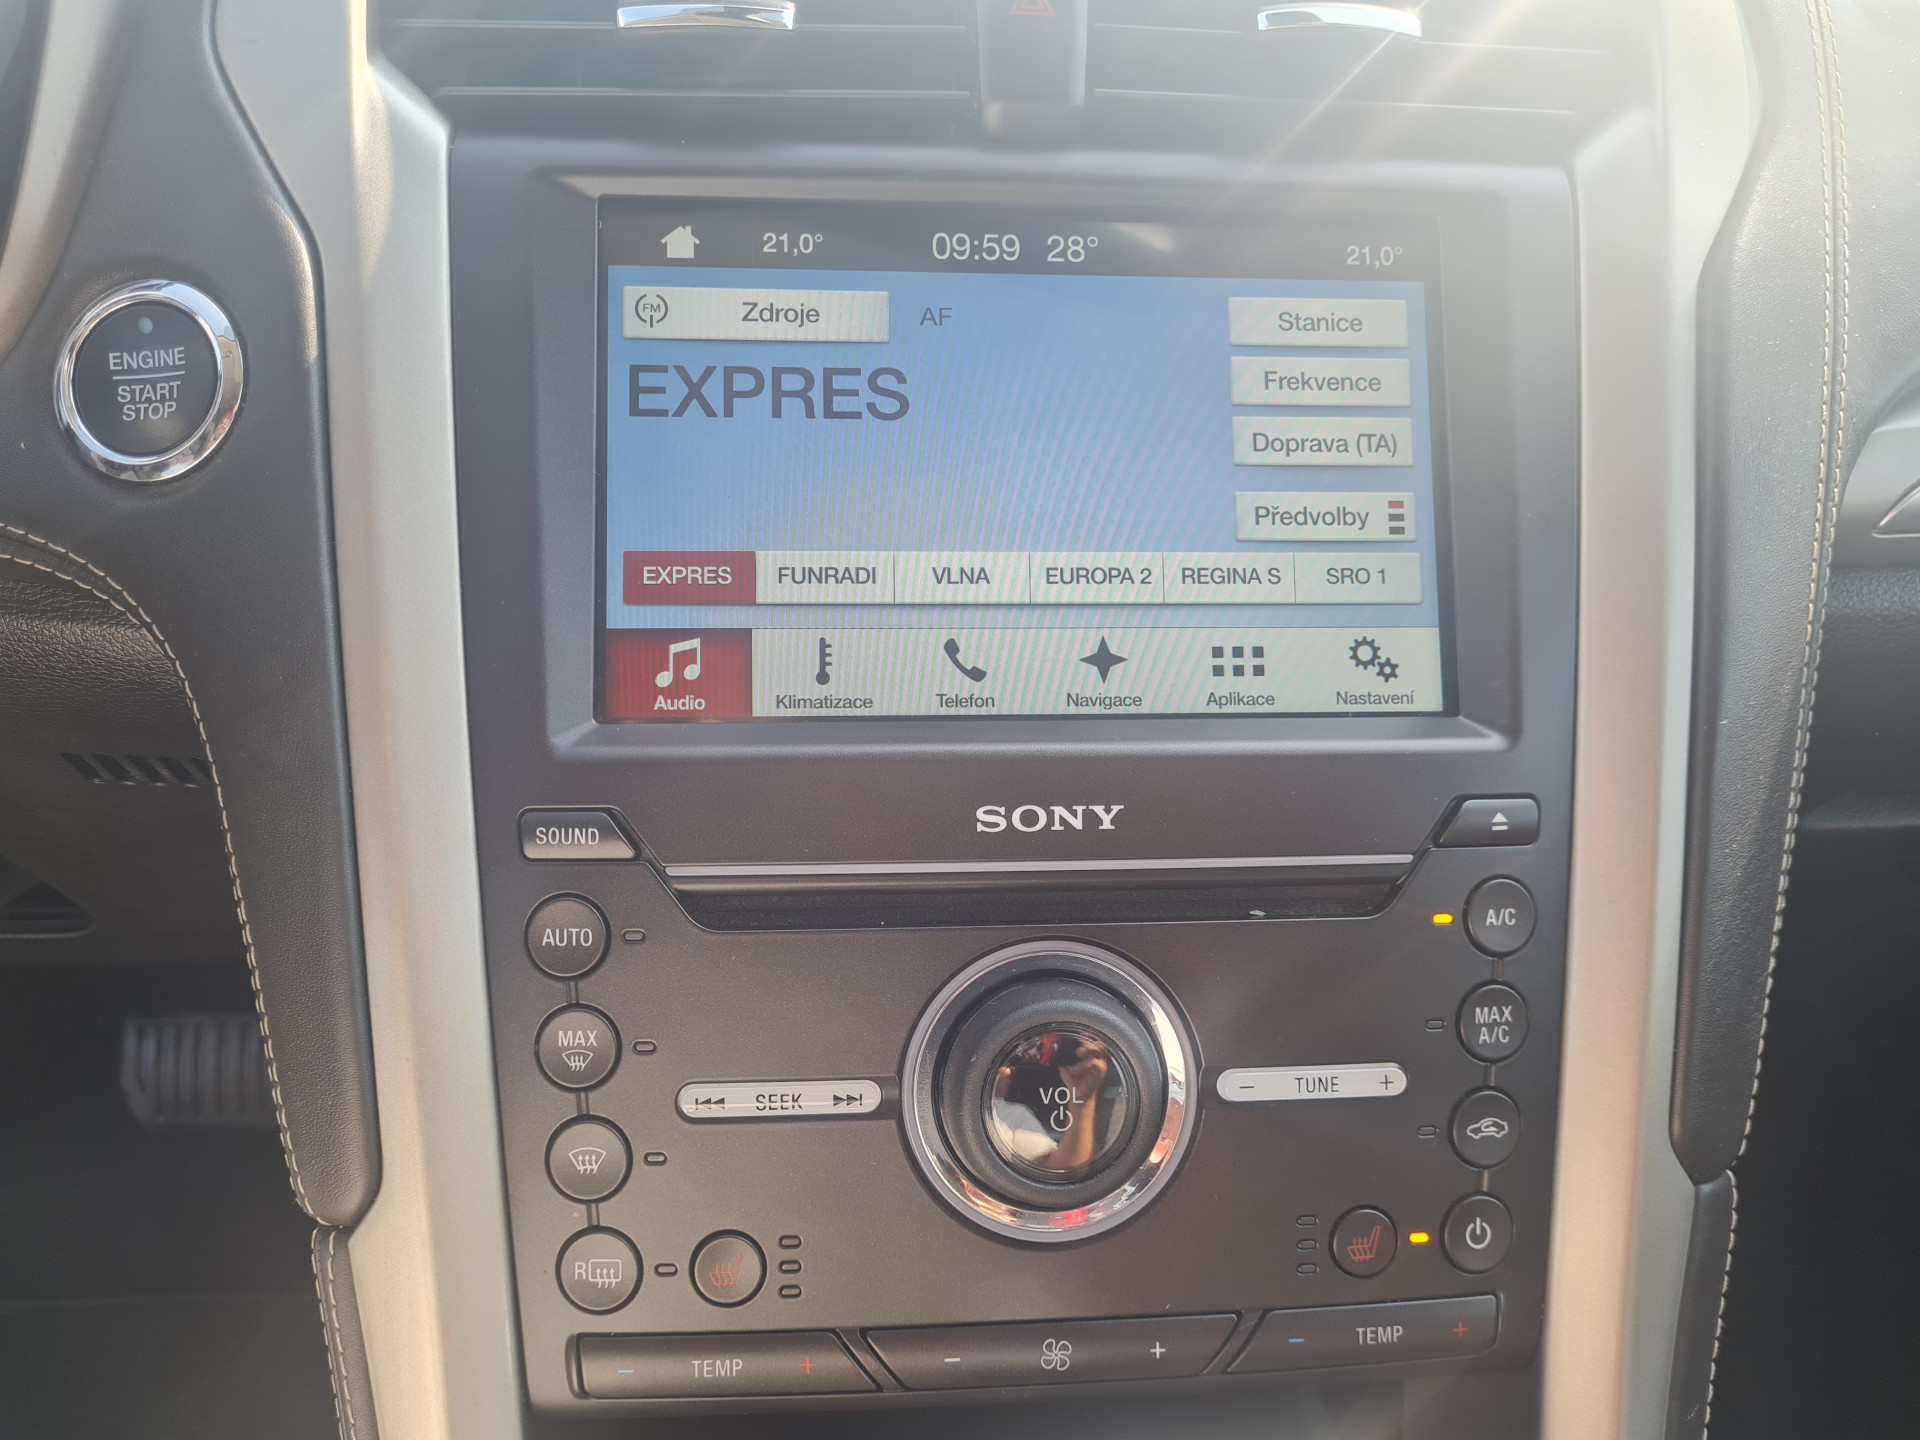 21,0° 09:59 28° 21,0°
FM Zdroje AF Stanice
EXPRES
Frekvence
Doprava (TA)
Předvolby
EXPRES FUNRADI VLNA EUROPA 2 REGINA S SRO 1
Audio Klimatizace Telefon Navigace Aplikace Nastavení
ENGINE
START
STOP
SONY
SOUND
AUTO
A/C
MAX
MAX
A/C
SEEK
VOL
- TUNE +
R
- TEMP +
- +
- TEMP +